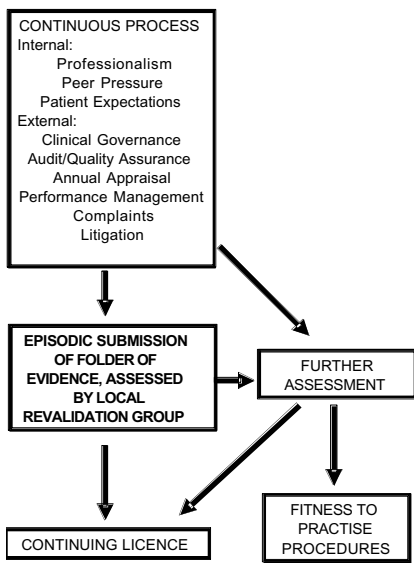 CONTINUOUS PROCESS
Internal:
Professionalism
Peer Pressure
Patient Expectations
External:
Clinical Governance
Audit/Quality Assurance
Annual Appraisal
Performance Management
Complaints
Litigation
EPISODIC SUBMISSION
OF FOLDER OF
EVIDENCE, ASSESSED
BY LOCAL
REVALIDATION GROUP
FURTHER
ASSESSMENT
CONTINUING LICENCE
FITNESS TO
PRACTISE
PROCEDURES